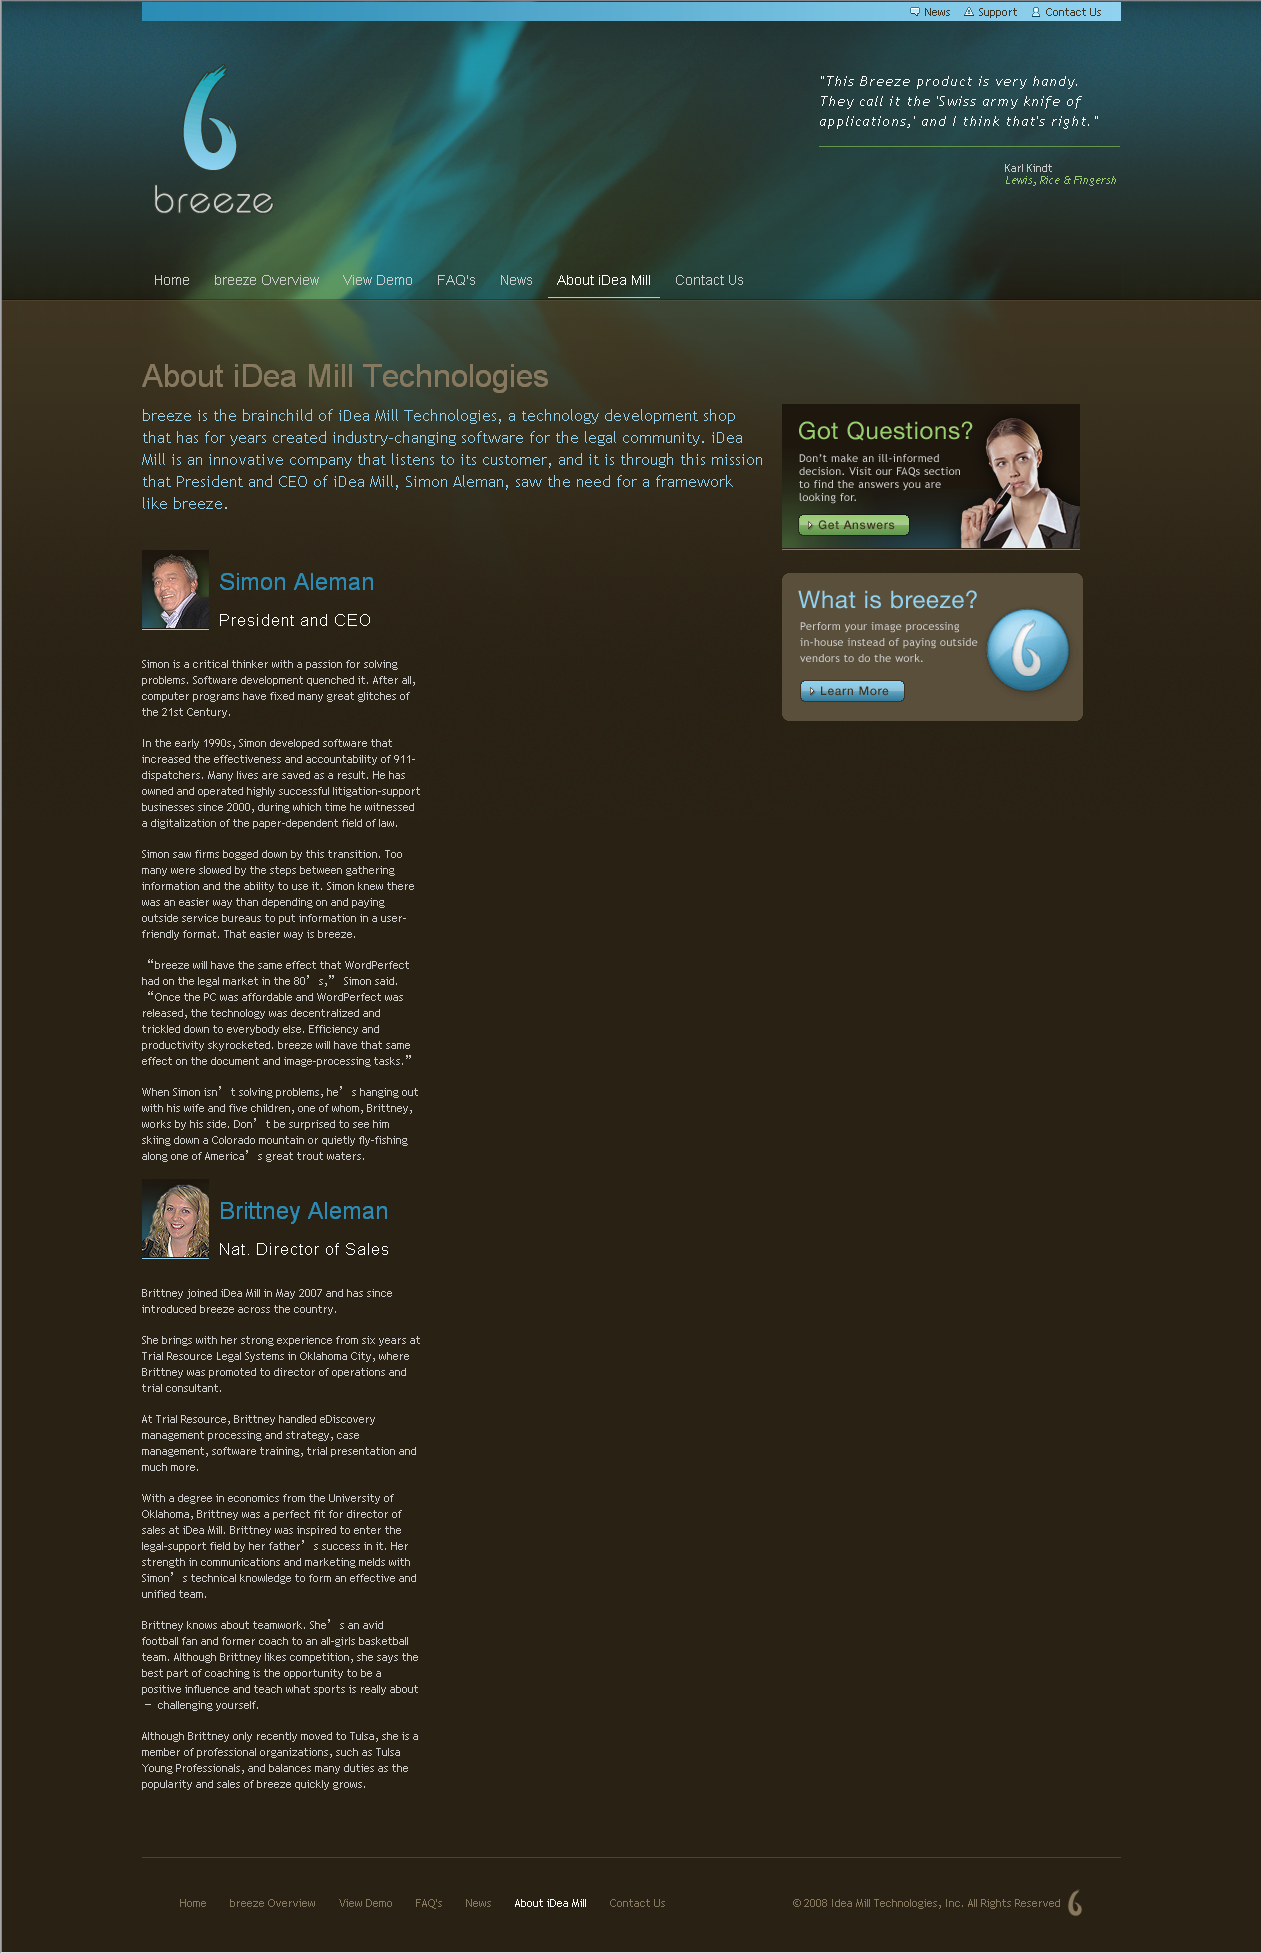 News Support Contact Us
"This Breeze product is very handy.
They call it the 'Swiss army knife of
applications,' and I think that's right."
Karl Kindt
Lewis, Rice & Fingersh
breeze
Home breeze Overview View Demo FAQ's News About iDea Mill Contact Us
About iDea Mill Technologies
breeze is the brainchild of iDea Mill Technologies, a technology development shop
that has for years created industry-changing software for the legal community. iDea
Mill is an innovative company that listens to its customer, and it is through this mission
that President and CEO of iDea Mill, Simon Aleman, saw the need for a framework
like breeze.
Got Questions?
Don't make an ill-informed
decision. Visit our FAQs section
to find the answers you are
looking for.
Get Answers
What is breeze?
Perform your image processing
in-house instead of paying outside
vendors to do the work.
Learn More
Simon Aleman
President and CEO
Simon is a critical thinker with a passion for solving
problems. Software development quenched it. After all,
computer programs have fixed many great glitches of
the 21st Century.
In the early 1990s, Simon developed software that
increased the effectiveness and accountability of 911-
dispatchers. Many lives are saved as a result. He has
owned and operated highly successful litigation-support
businesses since 2000, during which time he witnessed
a digitalization of the paper-dependent field of law.
Simon saw firms bogged down by this transition. Too
many were slowed by the steps between gathering
information and the ability to use it. Simon knew there
was an easier way than depending on and paying
outside service bureaus to put information in a user-
friendly format. That easier way is breeze.
“breeze will have the same effect that WordPerfect
had on the legal market in the 80’s,” Simon said.
“Once the PC was affordable and WordPerfect was
released, the technology was decentralized and
trickled down to everybody else. Efficiency and
productivity skyrocketed. breeze will have that same
effect on the document and image-processing tasks.”
When Simon isn’t solving problems, he’s hanging out
with his wife and five children, one of whom, Brittney,
works by his side. Don’t be surprised to see him
skiing down a Colorado mountain or quietly fly-fishing
along one of America’s great trout waters.
Brittney Aleman
Nat. Director of Sales
Brittney joined iDea Mill in May 2007 and has since
introduced breeze across the country.
She brings with her strong experience from six years at
Trial Resource Legal Systems in Oklahoma City, where
Brittney was promoted to director of operations and
trial consultant.
At Trial Resource, Brittney handled eDiscovery
management processing and strategy, case
management, software training, trial presentation and
much more.
With a degree in economics from the University of
Oklahoma, Brittney was a perfect fit for director of
sales at iDea Mill. Brittney was inspired to enter the
legal-support field by her father’s success in it. Her
strength in communications and marketing melds with
Simon’s technical knowledge to form an effective and
unified team.
Brittney knows about teamwork. She’s an avid
football fan and former coach to an all-girls basketball
team. Although Brittney likes competition, she says the
best part of coaching is the opportunity to be a
positive influence and teach what sports is really about
– challenging yourself.
Although Brittney only recently moved to Tulsa, she is a
member of professional organizations, such as Tulsa
Young Professionals, and balances many duties as the
popularity and sales of breeze quickly grows.
Home breeze Overview View Demo FAQ's News About iDea Mill Contact Us © 2008 Idea Mill Technologies, Inc. All Rights Reserved